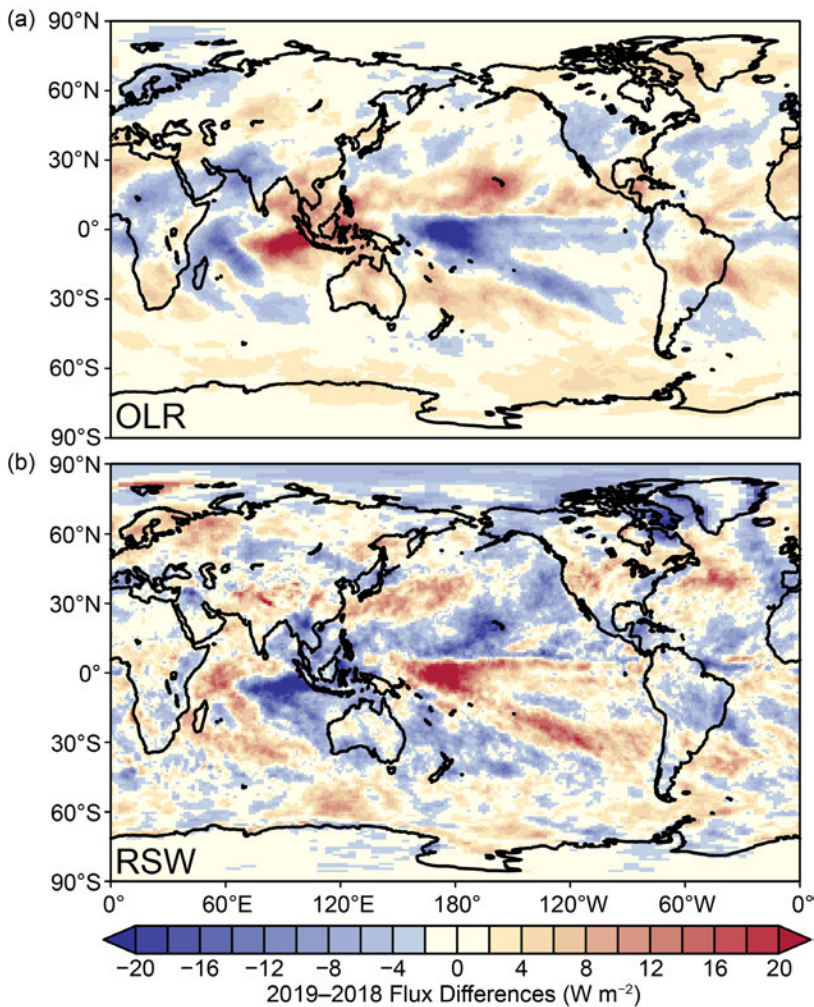 (a)
90°N
60°N
30°N
0°
30°S
60°S
90°S
OLR
(b)
90°N
60°N
30°N
0°
30°S
60°S
90°S
RSW
0° 60°E 120°E 180° 120°W 60°W 0°
−20 −16 −12 −8 −4 0 4 8 12 16 20
2019–2018 Flux Differences (W m⁻²)